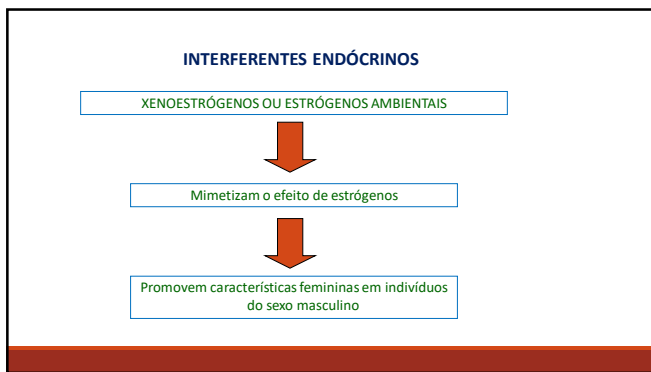 INTERFERENTES ENDÓCRINOS
XENOESTRÓGENOS OU ESTRÓGENOS AMBIENTAIS
Mimetizam o efeito de estrógenos
Promovem características femininas em indivíduos
do sexo masculino